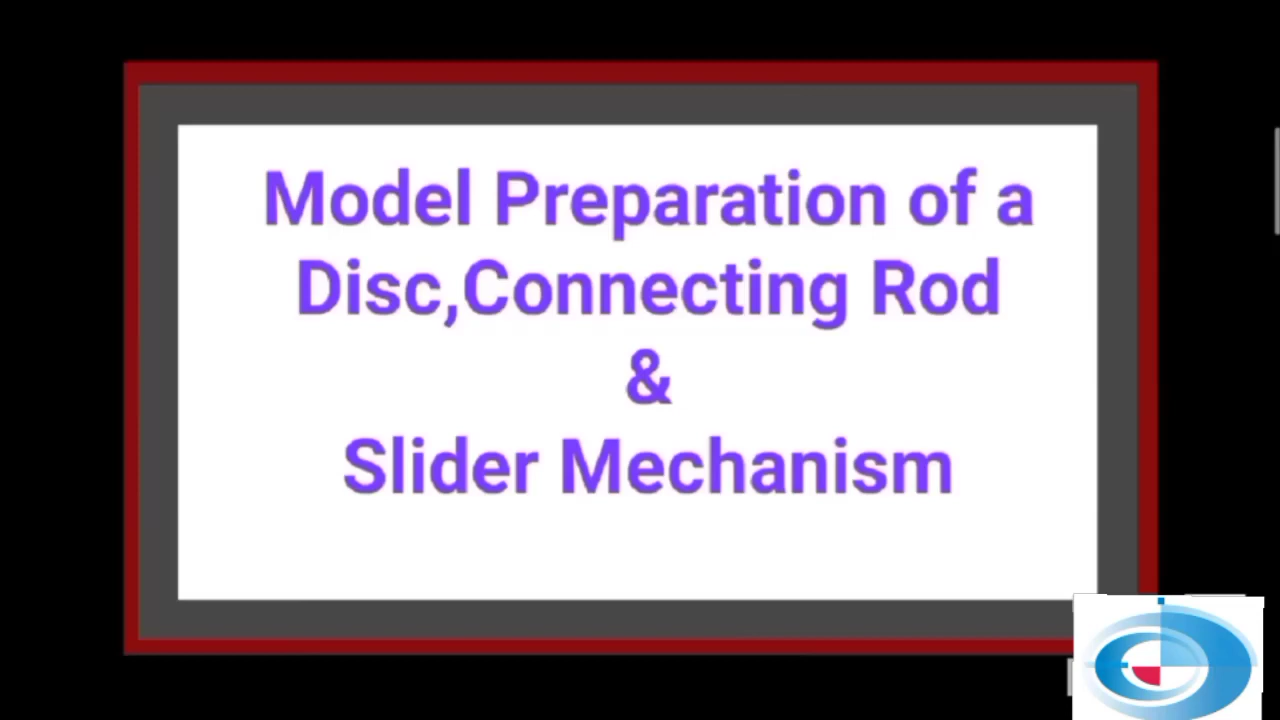 Model Preparation of a
Disc,Connecting Rod
&
Slider Mechanism